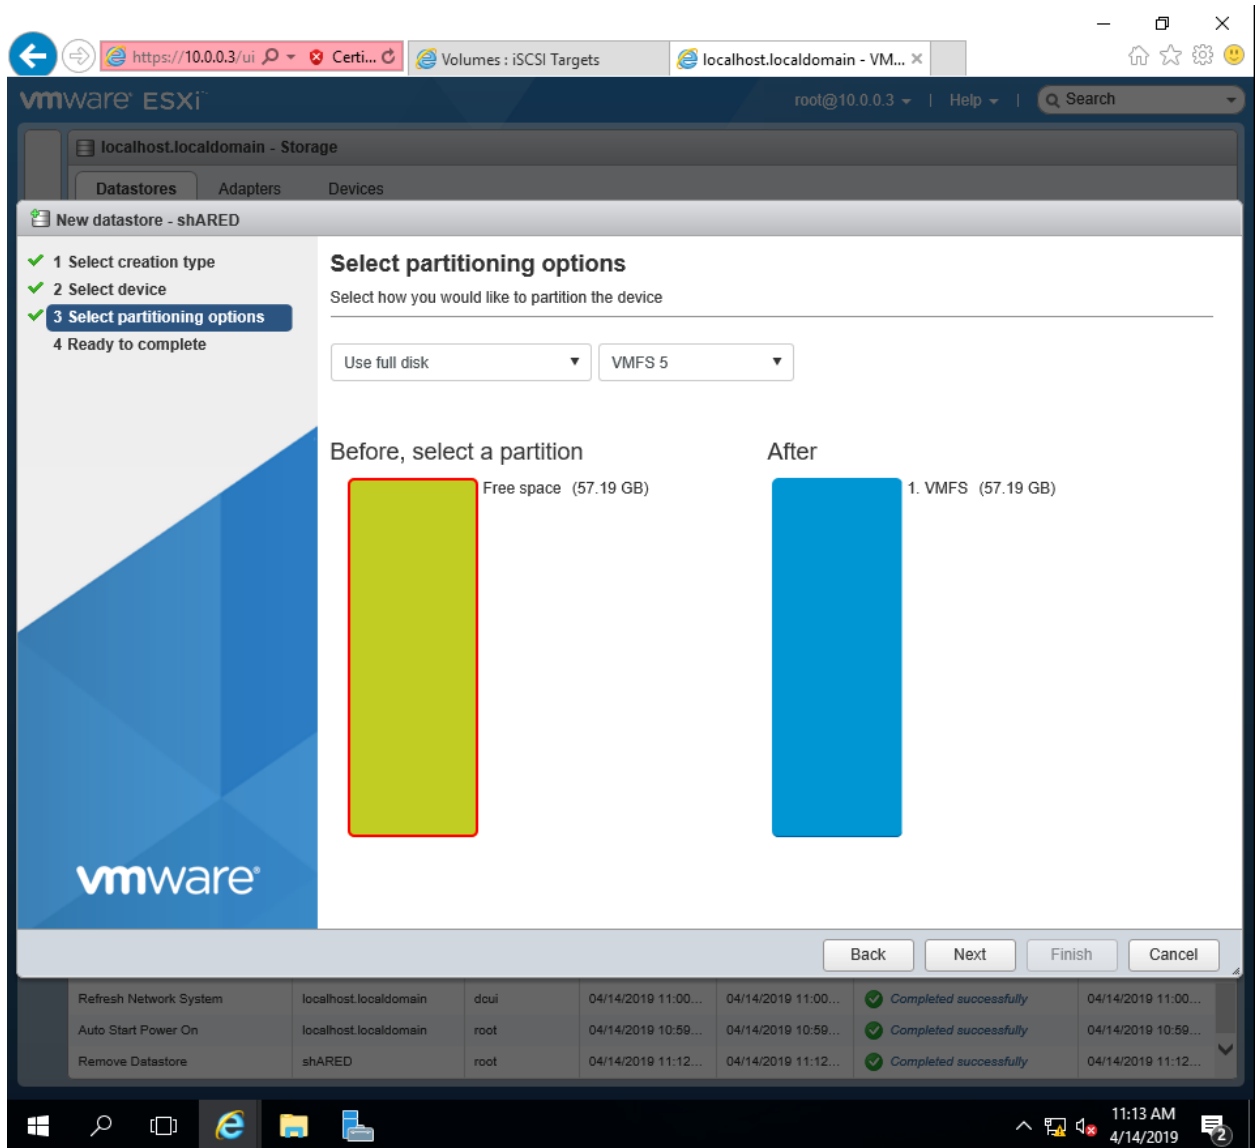 https://10.0.0.3/ui
Certi...
Volumes : iSCSI Targets
localhost.localdomain - VM...
vmware ESXi
root@10.0.0.3
|
Help
|
Search
localhost.localdomain - Storage
Datastores
Adapters
Devices
New datastore - shARED
1 Select creation type
2 Select device
3 Select partitioning options
4 Ready to complete
Select partitioning options
Select how you would like to partition the device
Use full disk
VMFS 5
Before, select a partition
After
Free space (57.19 GB)
1. VMFS (57.19 GB)
vmware
Back
Next
Finish
Cancel
Refresh Network System localhost.localdomain dcui 04/14/2019 11:00... 04/14/2019 11:00... Completed successfully 04/14/2019 11:00...
Auto Start Power On localhost.localdomain root 04/14/2019 10:59... 04/14/2019 10:59... Completed successfully 04/14/2019 10:59...
Remove Datastore shARED root 04/14/2019 11:12... 04/14/2019 11:12... Completed successfully 04/14/2019 11:12...
11:13 AM
4/14/2019
2